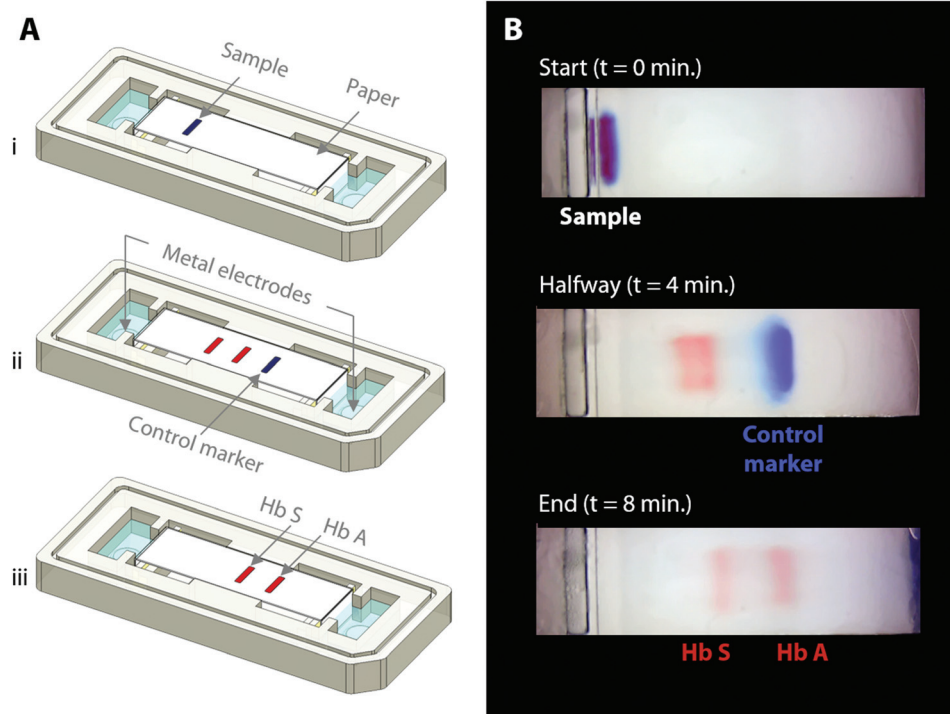 A
Sample
Paper
i
Metal electrodes
ii
Control marker
Hb S
Hb A
iii
B
Start (t = 0 min.)
Sample
Halfway (t = 4 min.)
Control
marker
End (t = 8 min.)
Hb S
Hb A